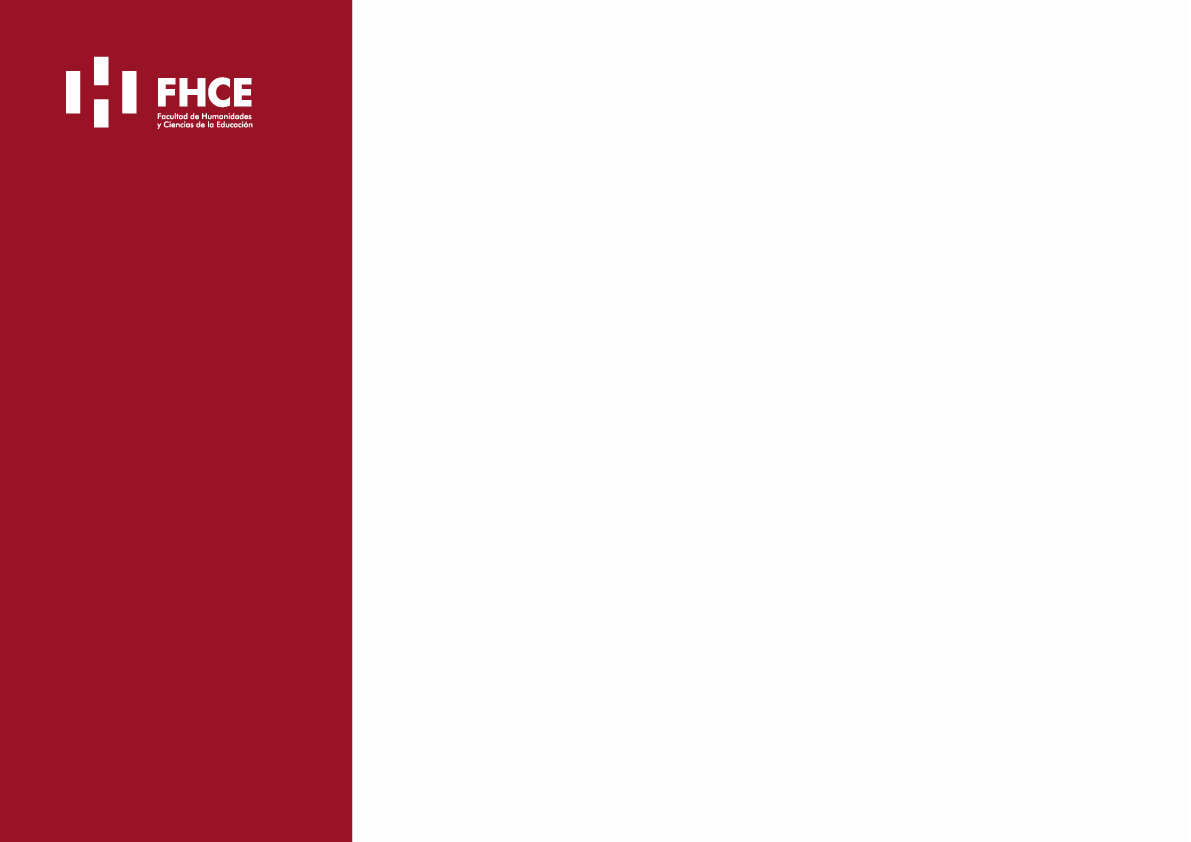 FHCE
Facultad de Humanidades
y Ciencias de la Educación